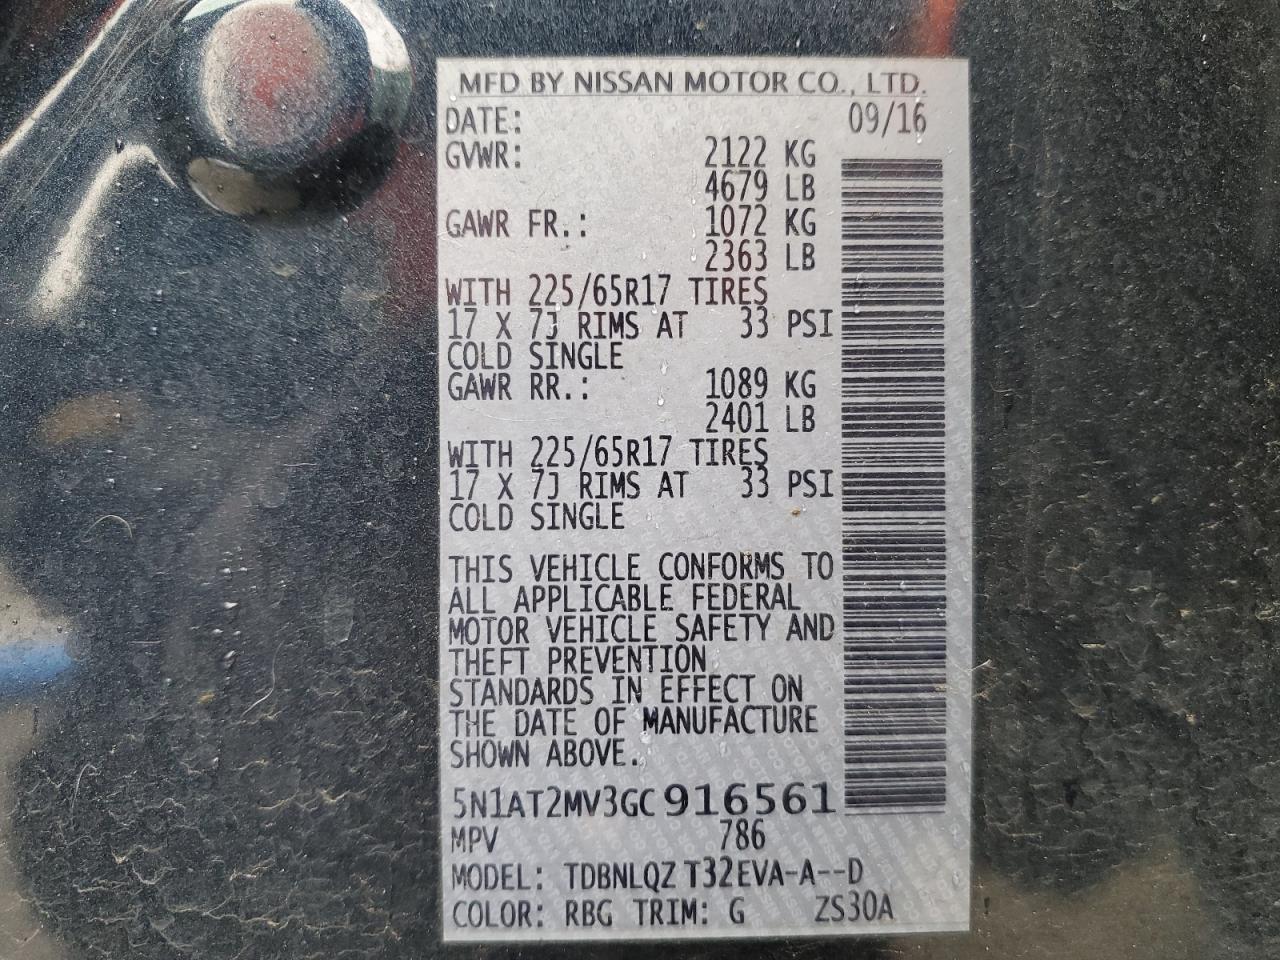 MFD BY NISSAN MOTOR CO., LTD.
DATE: 09/16
GVWR: 2122 KG
4679 LB
GAWR FR.: 1072 KG
2363 LB
WITH 225/65R17 TIRES
17 X 7J RIMS AT 33 PSI
COLD SINGLE
GAWR RR.: 1089 KG
2401 LB
WITH 225/65R17 TIRES
17 X 7J RIMS AT 33 PSI
COLD SINGLE
THIS VEHICLE CONFORMS TO
ALL APPLICABLE FEDERAL
MOTOR VEHICLE SAFETY AND
THEFT PREVENTION
STANDARDS IN EFFECT ON
THE DATE OF MANUFACTURE
SHOWN ABOVE.
5N1AT2MV3GC916561
MPV 786
MODEL: TDBNLQZ T32EVA-A--D
COLOR: RBG TRIM: G ZS30A